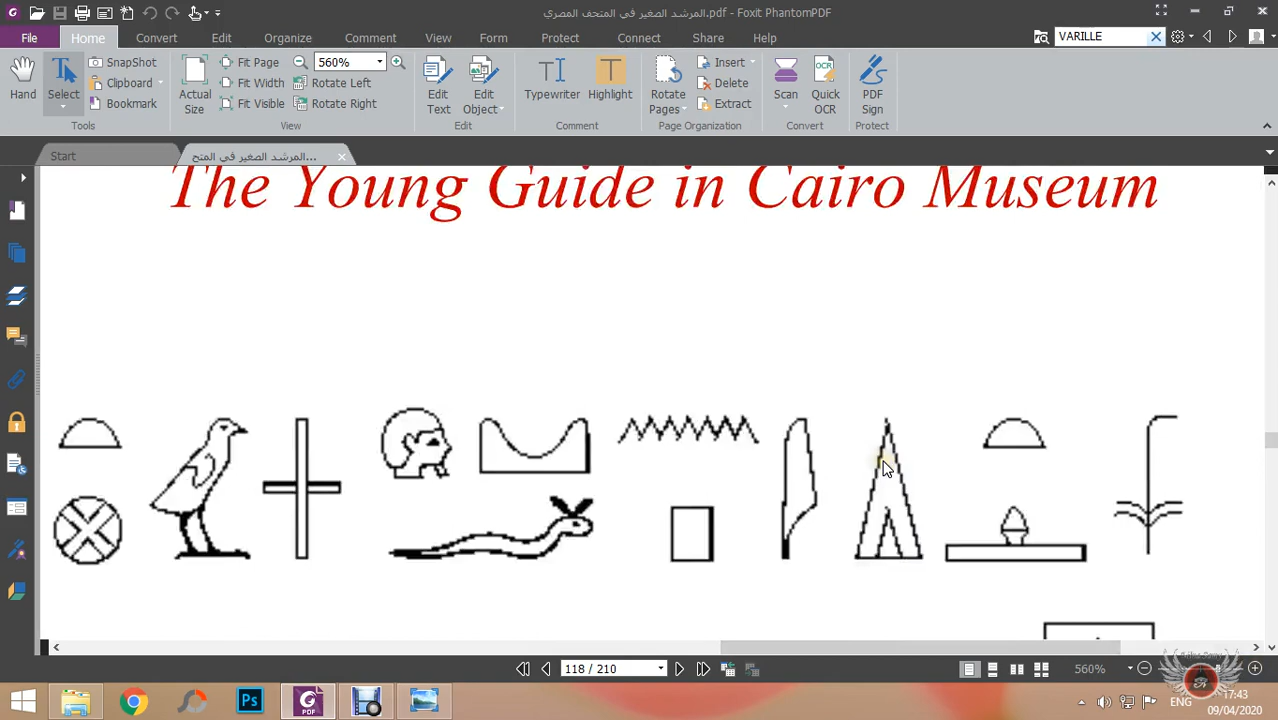 المرشد الصغير في المتحف المصري.pdf - Foxit PhantomPDF
File Home Convert Edit Organize Comment View Form Protect Connect Share Help VARILLE
Hand
Select
SnapShot
Clipboard
Bookmark
Tools
Actual Size
Fit Page
Fit Width
Fit Visible
560%
Rotate Left
Rotate Right
View
Edit Text
Edit Object
Edit
Typewriter
Highlight
Comment
Rotate Pages
Insert
Delete
Extract
Page Organization
Scan
Quick OCR
Convert
PDF Sign
Protect
Start
المرشد الصغير في المتح...
The Young Guide in Cairo Museum
𓇓𓏏𓊵𓏙𓇋𓈖𓊪𓈋𓁶𓆑𓏶𓅱𓏏𓊖
118 / 210
560%
ENG
17:43
09/04/2020